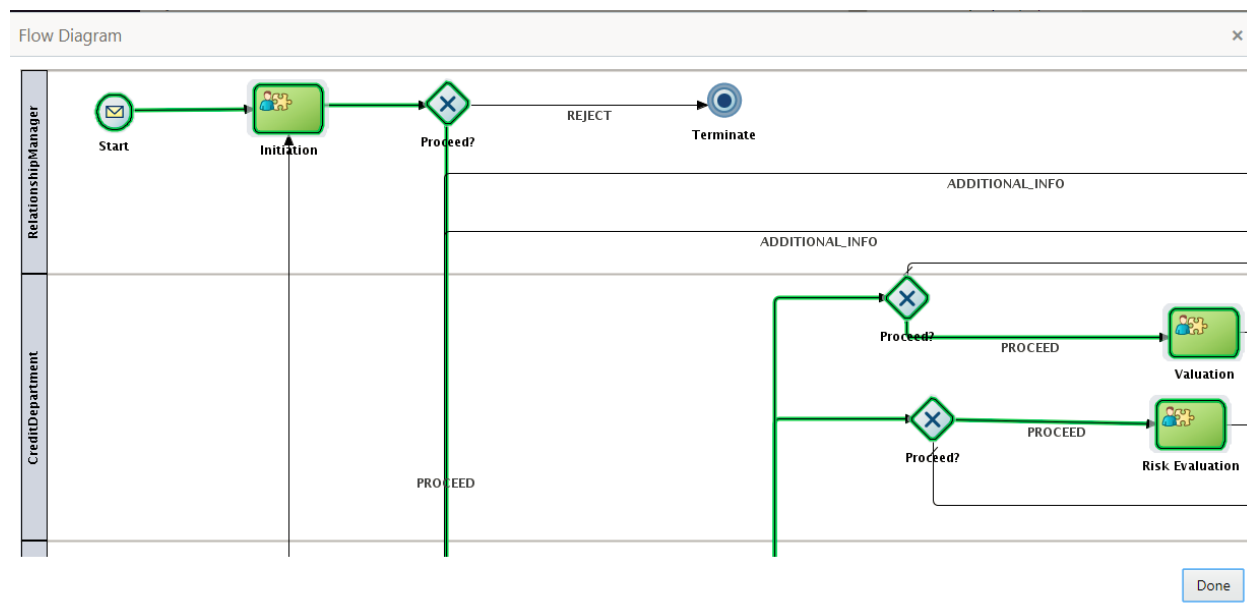 Flow Diagram
×
RelationshipManager
Start
Initiation
Proceed?
REJECT
Terminate
ADDITIONAL_INFO
ADDITIONAL_INFO
CreditDepartment
Proceed?
PROCEED
Valuation
Proceed?
PROCEED
Risk Evaluation
PROCEED
Done